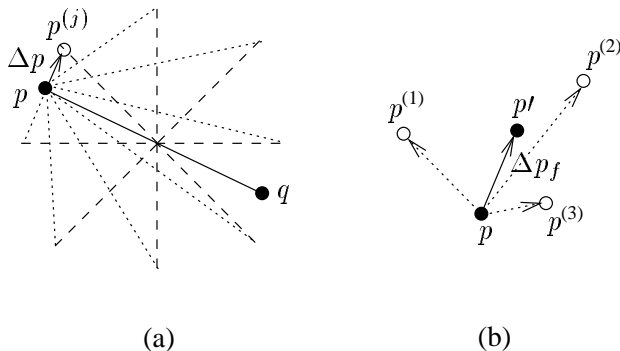 p^(j)
Δp
p
q
(a)
p^(2)
p^(1)
p′
Δp_f
p^(3)
p
(b)